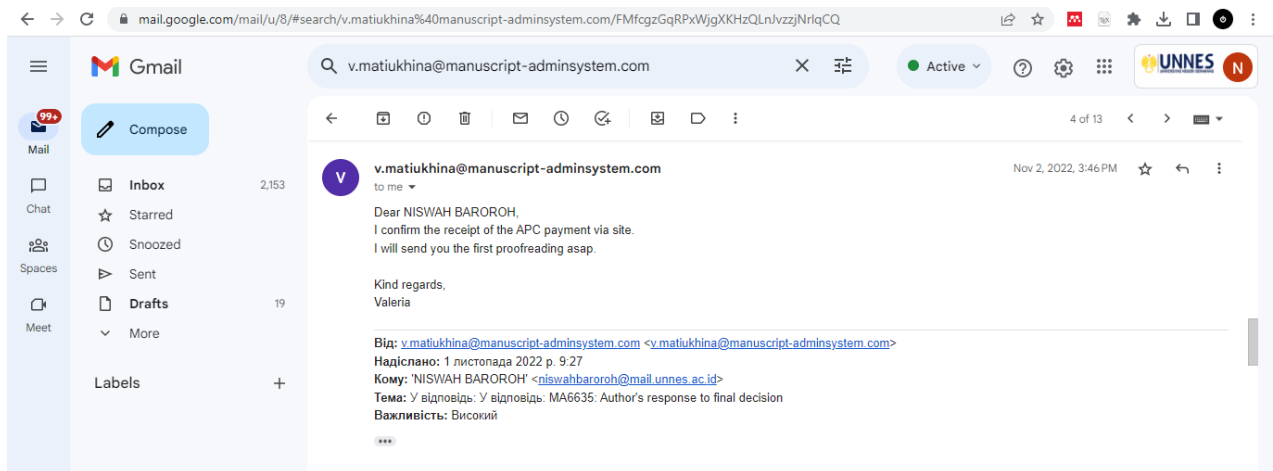 mail.google.com/mail/u/8/#search/v.matiukhina%40manuscript-adminsystem.com/FMfcgzGqRPxWjgXKHzQLnJvzzjNrlqCQ
Gmail
v.matiukhina@manuscript-adminsystem.com
Active
UNNES
N
99+
Mail
Compose
4 of 13
Chat
Spaces
Meet
Inbox 2,153
Starred
Snoozed
Sent
Drafts 19
More
Labels
V
v.matiukhina@manuscript-adminsystem.com Nov 2, 2022, 3:46 PM
to me
Dear NISWAH BAROROH,
I confirm the receipt of the APC payment via site.
I will send you the first proofreading asap.
Kind regards,
Valeria
Від: v.matiukhina@manuscript-adminsystem.com <v.matiukhina@manuscript-adminsystem.com>
Надіслано: 1 листопада 2022 р. 9:27
Кому: 'NISWAH BAROROH' <niswahbaroroh@mail.unnes.ac.id>
Тема: У відповідь: У відповідь: MA6635: Author's response to final decision
Важливість: Високий